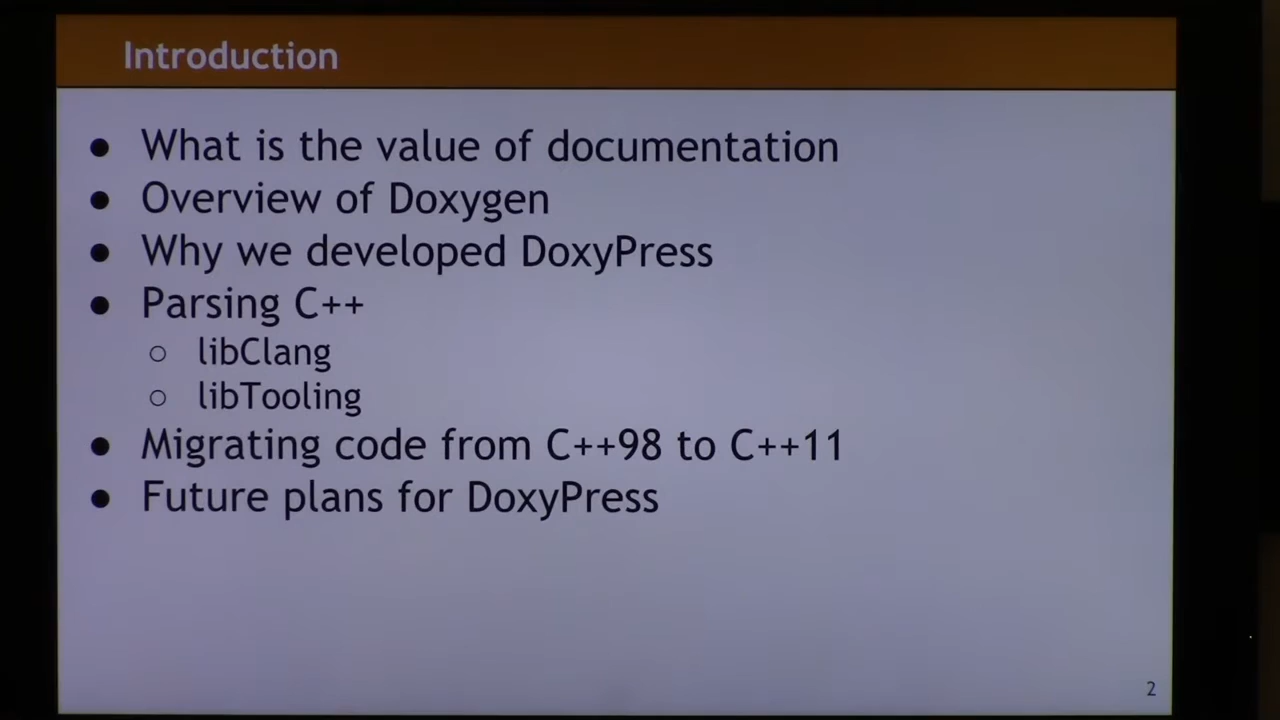 Introduction
● What is the value of documentation
● Overview of Doxygen
● Why we developed DoxyPress
● Parsing C++
○ libClang
○ libTooling
● Migrating code from C++98 to C++11
● Future plans for DoxyPress
2